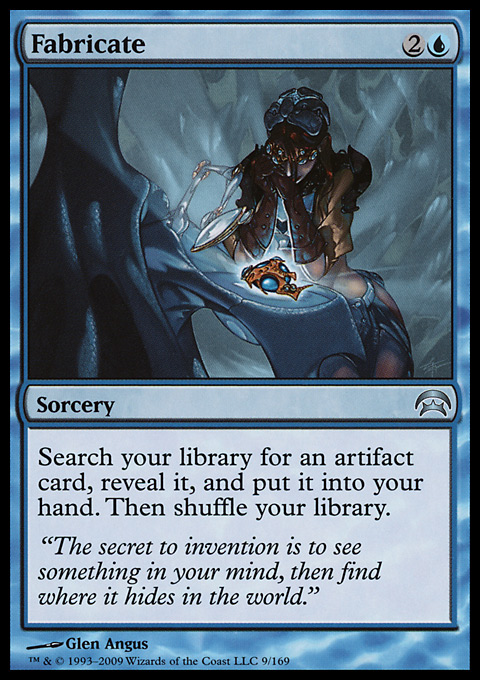 Fabricate 2
Sorcery
Search your library for an artifact
card, reveal it, and put it into your
hand. Then shuffle your library.
“The secret to invention is to see
something in your mind, then find
where it hides in the world.”
Glen Angus
™ & © 1993–2009 Wizards of the Coast LLC 9/169